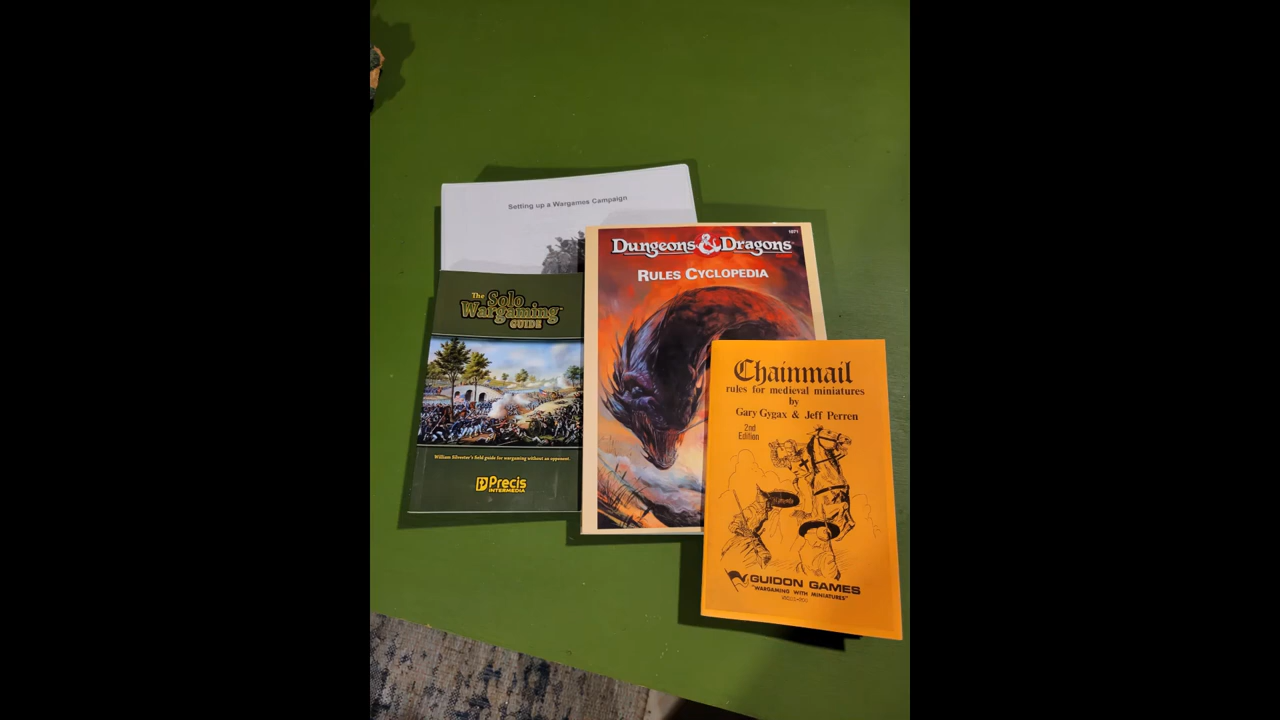 Setting up a Wargames Campaign
The
Solo
Wargaming
GUIDE
William Silvester's Solid guide for wargaming without an opponent.
Precis
INTERMEDIA
1071
Dungeons & Dragons
RULES CYCLOPEDIA
Chainmail
rules for medieval miniatures
by
Gary Gygax & Jeff Perren
2nd
Edition
GUIDON GAMES
"WARGAMING WITH MINIATURES"